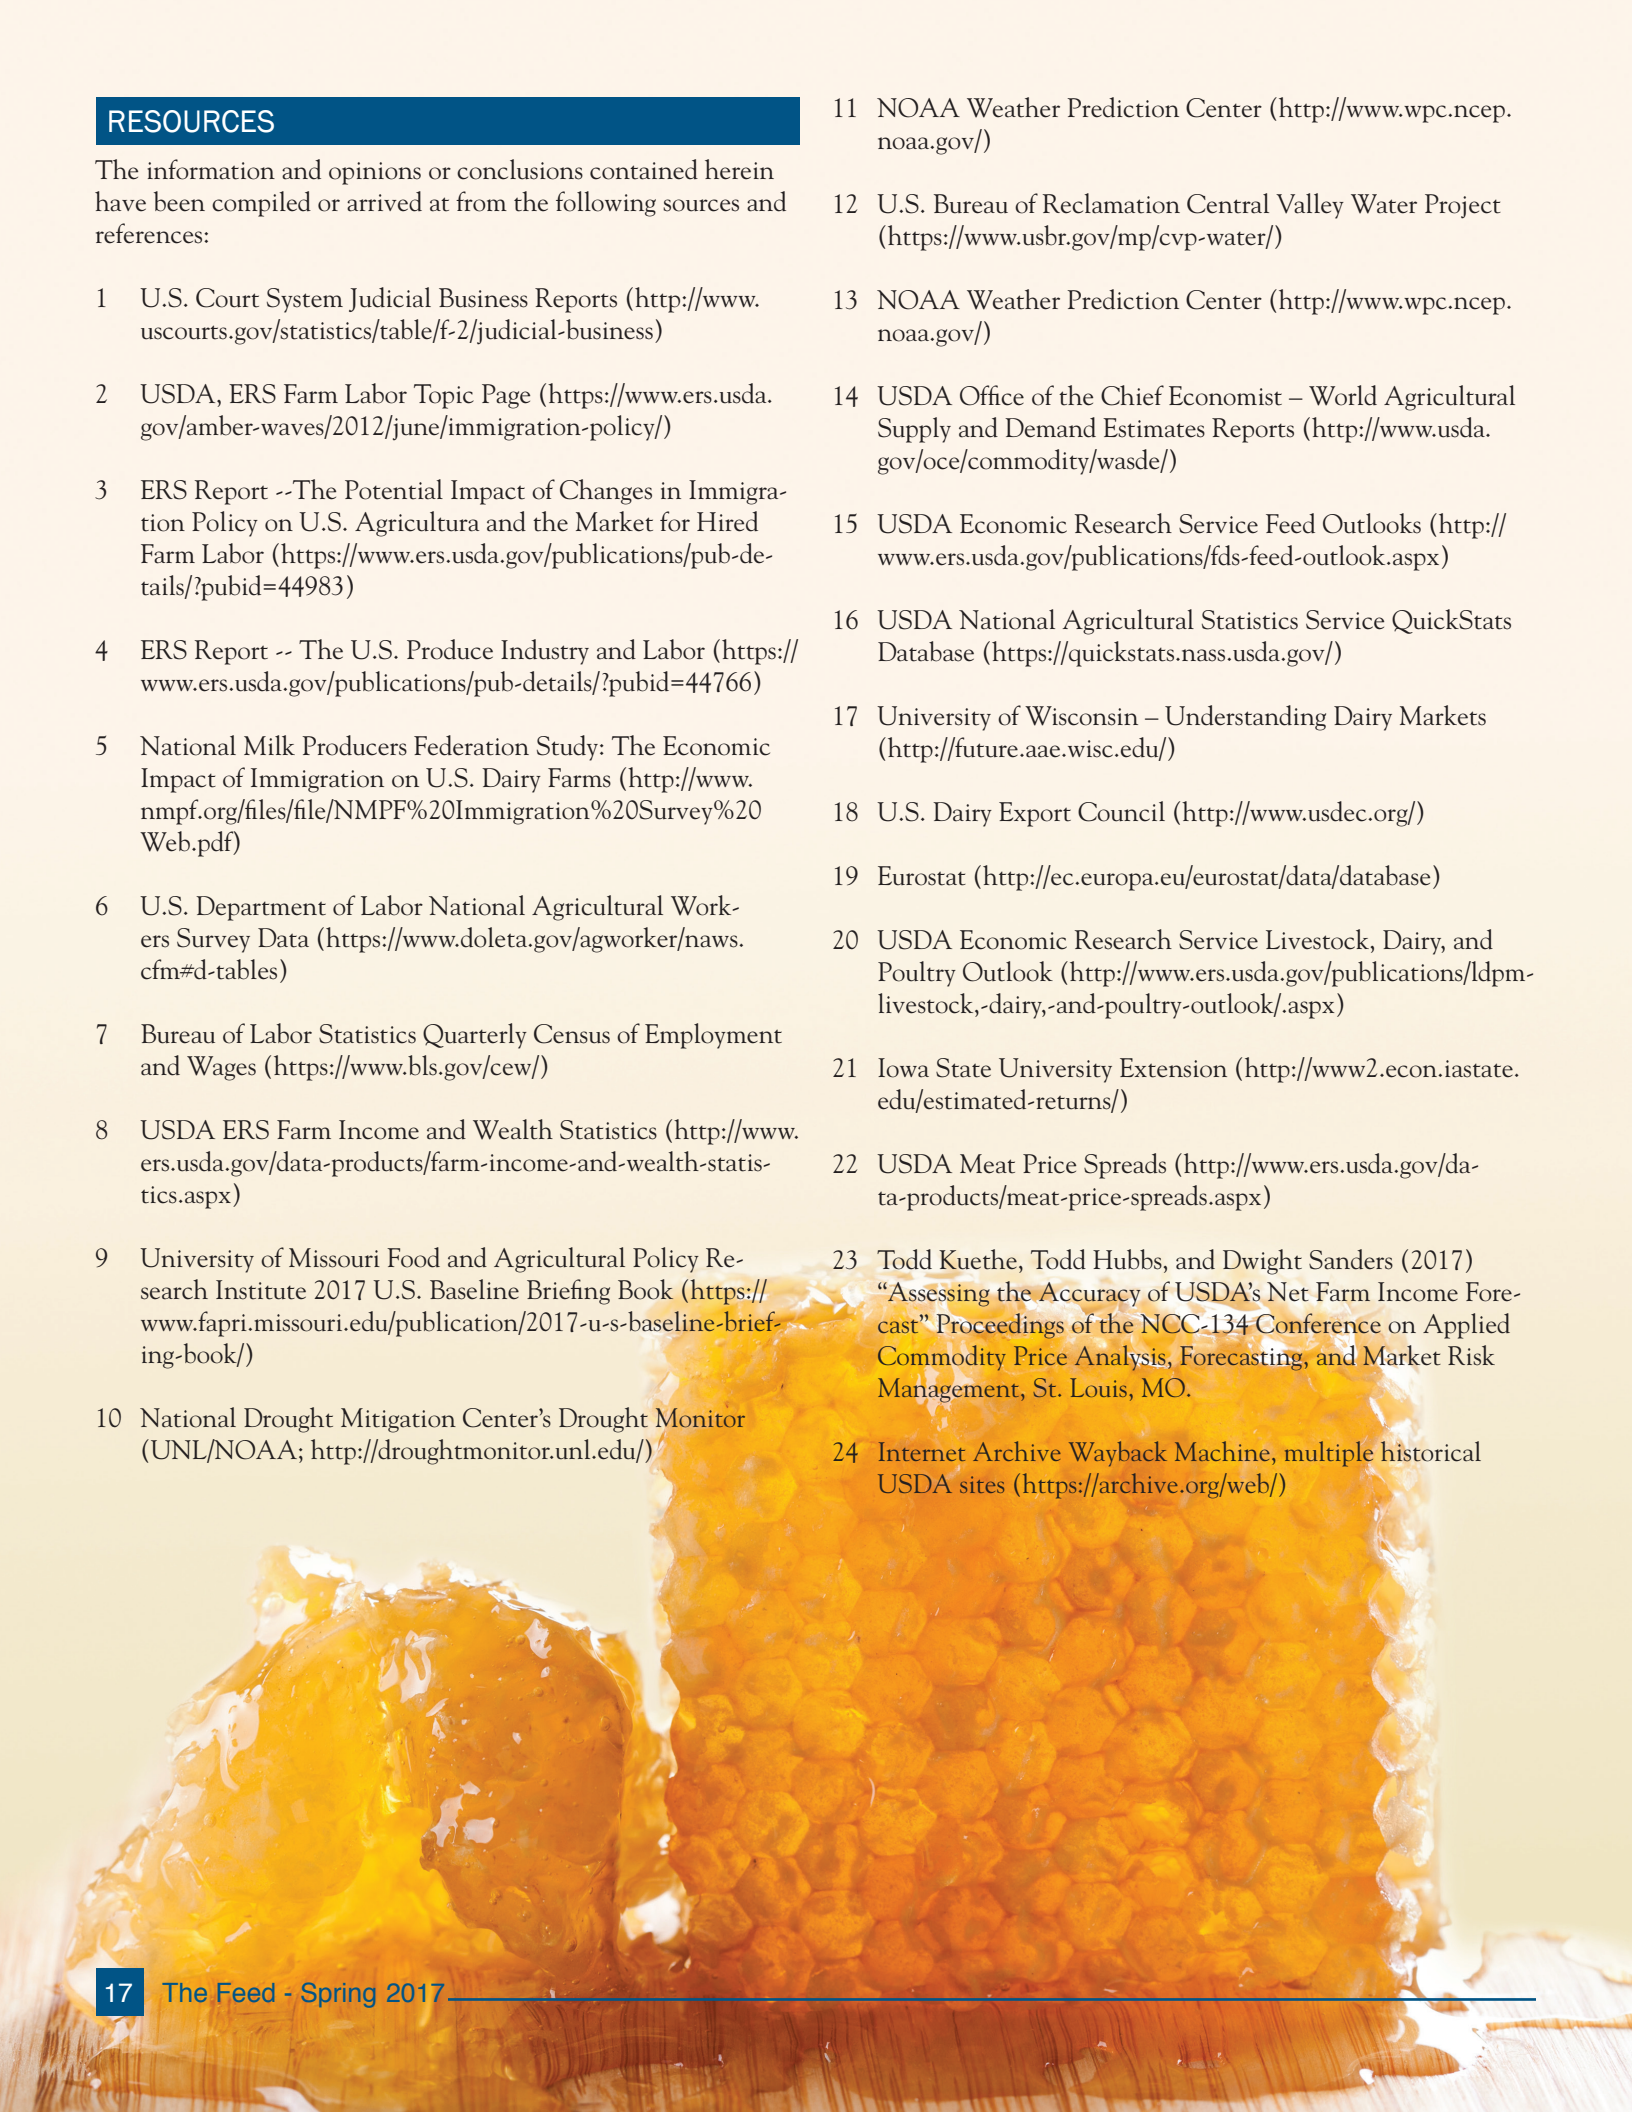 RESOURCES
The information and opinions or conclusions contained herein
have been compiled or arrived at from the following sources and
references:
1 U.S. Court System Judicial Business Reports (http://www.
uscourts.gov/statistics/table/f-2/judicial-business)
2 USDA, ERS Farm Labor Topic Page (https://www.ers.usda.
gov/amber-waves/2012/june/immigration-policy/)
3 ERS Report --The Potential Impact of Changes in Immigra-
tion Policy on U.S. Agricultura and the Market for Hired
Farm Labor (https://www.ers.usda.gov/publications/pub-de-
tails/?pubid=44983)
4 ERS Report -- The U.S. Produce Industry and Labor (https://
www.ers.usda.gov/publications/pub-details/?pubid=44766)
5 National Milk Producers Federation Study: The Economic
Impact of Immigration on U.S. Dairy Farms (http://www.
nmpf.org/files/file/NMPF%20Immigration%20Survey%20
Web.pdf)
6 U.S. Department of Labor National Agricultural Work-
ers Survey Data (https://www.doleta.gov/agworker/naws.
cfm#d-tables)
7 Bureau of Labor Statistics Quarterly Census of Employment
and Wages (https://www.bls.gov/cew/)
8 USDA ERS Farm Income and Wealth Statistics (http://www.
ers.usda.gov/data-products/farm-income-and-wealth-statis-
tics.aspx)
9 University of Missouri Food and Agricultural Policy Re-
search Institute 2017 U.S. Baseline Briefing Book (https://
www.fapri.missouri.edu/publication/2017-u-s-baseline-brief-
ing-book/)
10 National Drought Mitigation Center’s Drought Monitor
(UNL/NOAA; http://droughtmonitor.unl.edu/)
11 NOAA Weather Prediction Center (http://www.wpc.ncep.
noaa.gov/)
12 U.S. Bureau of Reclamation Central Valley Water Project
(https://www.usbr.gov/mp/cvp-water/)
13 NOAA Weather Prediction Center (http://www.wpc.ncep.
noaa.gov/)
14 USDA Office of the Chief Economist – World Agricultural
Supply and Demand Estimates Reports (http://www.usda.
gov/oce/commodity/wasde/)
15 USDA Economic Research Service Feed Outlooks (http://
www.ers.usda.gov/publications/fds-feed-outlook.aspx)
16 USDA National Agricultural Statistics Service QuickStats
Database (https://quickstats.nass.usda.gov/)
17 University of Wisconsin – Understanding Dairy Markets
(http://future.aae.wisc.edu/)
18 U.S. Dairy Export Council (http://www.usdec.org/)
19 Eurostat (http://ec.europa.eu/eurostat/data/database)
20 USDA Economic Research Service Livestock, Dairy, and
Poultry Outlook (http://www.ers.usda.gov/publications/ldpm-
livestock,-dairy,-and-poultry-outlook/.aspx)
21 Iowa State University Extension (http://www2.econ.iastate.
edu/estimated-returns/)
22 USDA Meat Price Spreads (http://www.ers.usda.gov/da-
ta-products/meat-price-spreads.aspx)
23 Todd Kuethe, Todd Hubbs, and Dwight Sanders (2017)
“Assessing the Accuracy of USDA’s Net Farm Income Fore-
cast” Proceedings of the NCC-134 Conference on Applied
Commodity Price Analysis, Forecasting, and Market Risk
Management, St. Louis, MO.
24 Internet Archive Wayback Machine, multiple historical
USDA sites (https://archive.org/web/)
17 The Feed - Spring 2017